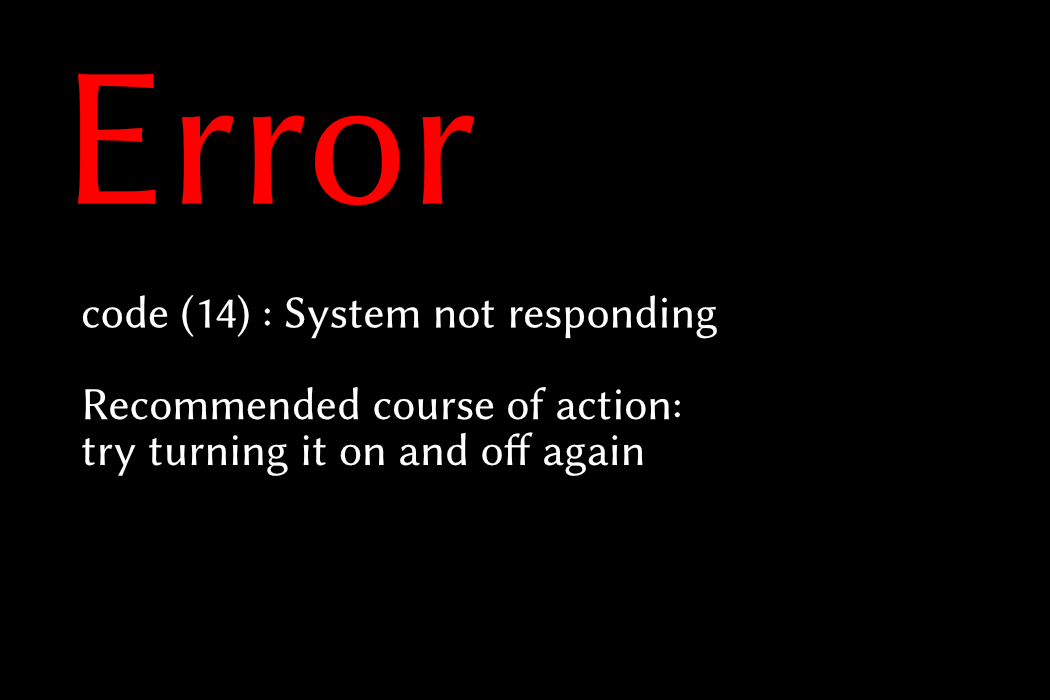 Error
code (14) : System not responding
Recommended course of action:
try turning it on and off again